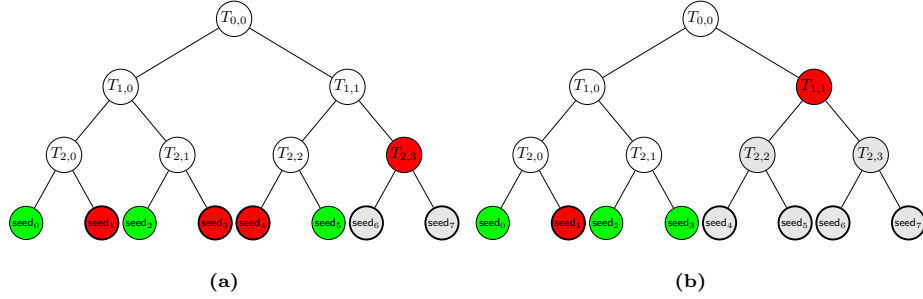 T0,0 T0,0
T1,0 T1,1 T1,0 T1,1
T2,0 T2,1 T2,2 T2,3 T2,0 T2,1 T2,2 T2,3
seed0 seed1 seed2 seed3 seed4 seed5 seed6 seed7 seed0 seed1 seed2 seed3 seed4 seed5 seed6 seed7
(a) (b)